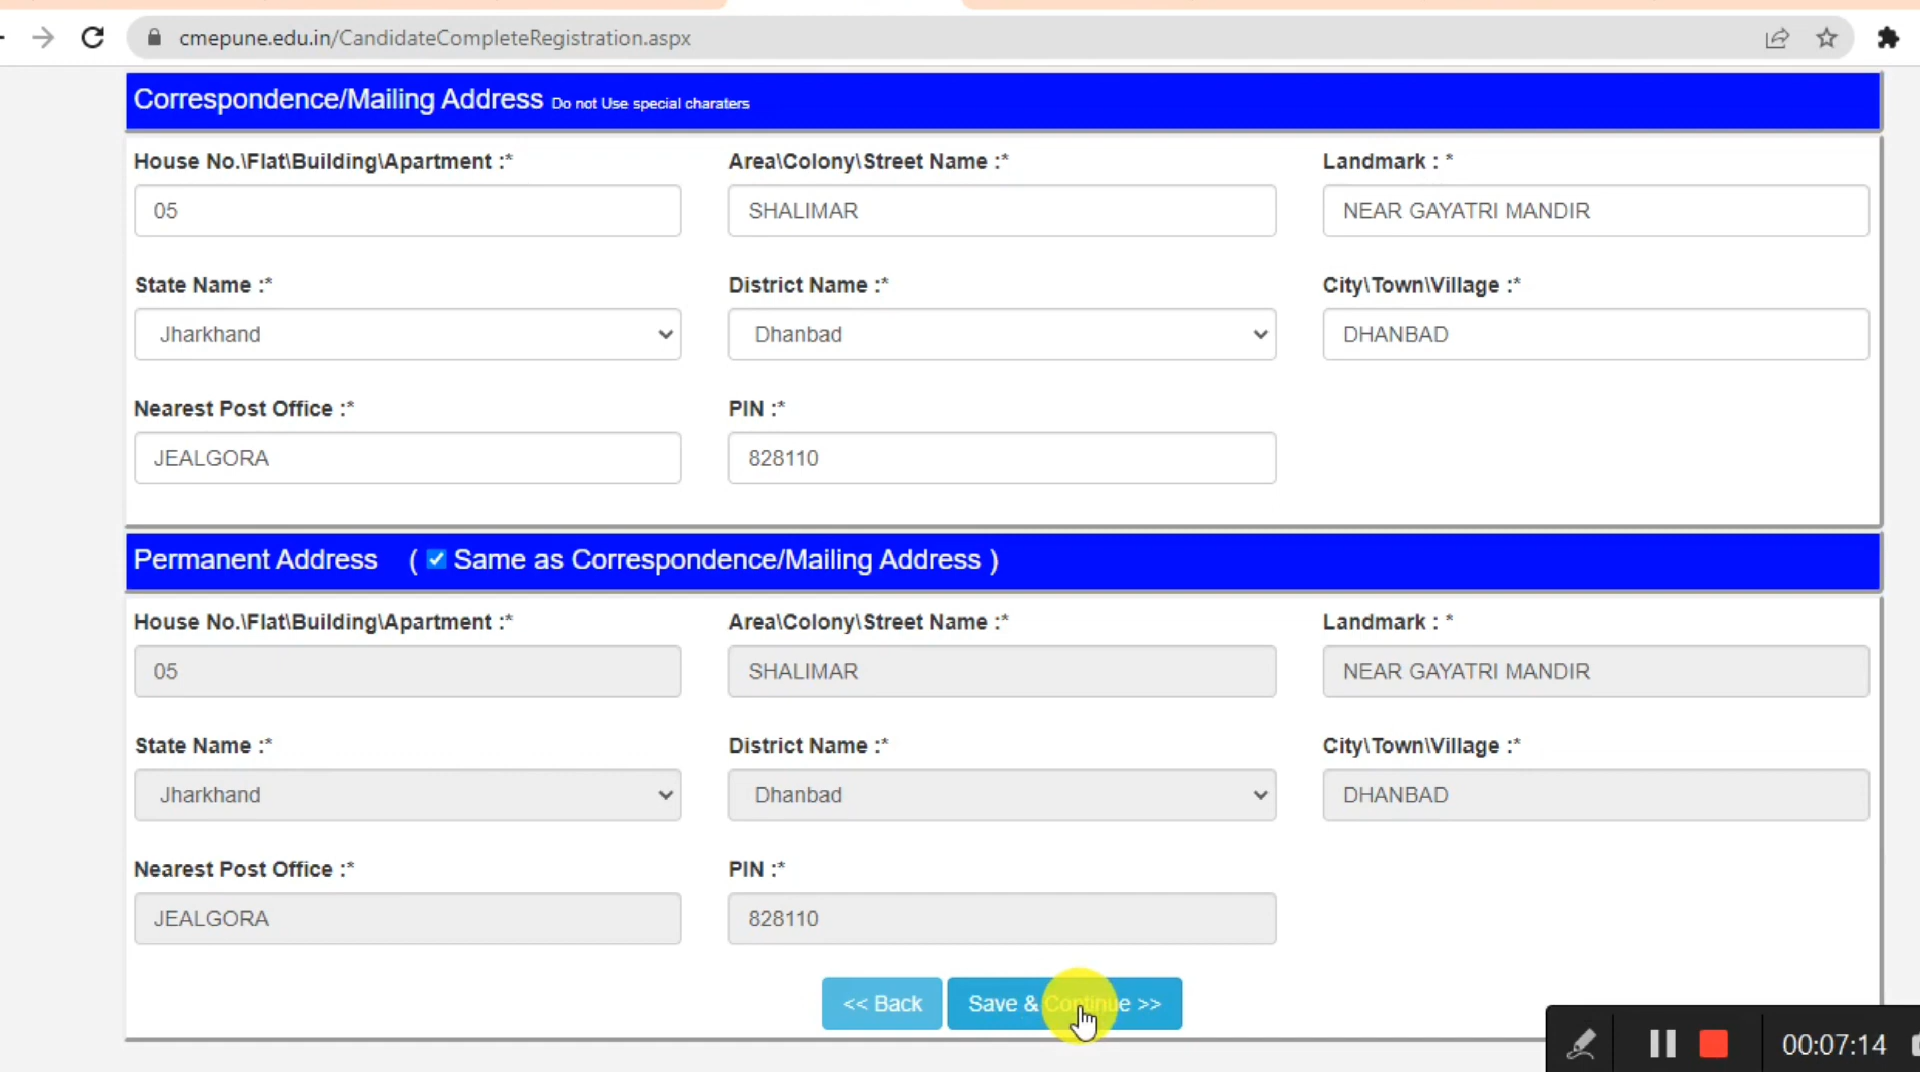 cmepune.edu.in/CandidateCompleteRegistration.aspx
Correspondence/Mailing Address Do not Use special charaters
House No.\Flat\Building\Apartment :* Area\Colony\Street Name :* Landmark : *
05 SHALIMAR NEAR GAYATRI MANDIR
State Name :* District Name :* City\Town\Village :*
Jharkhand Dhanbad DHANBAD
Nearest Post Office :* PIN :*
JEALGORA 828110
Permanent Address ( Same as Correspondence/Mailing Address )
House No.\Flat\Building\Apartment :* Area\Colony\Street Name :* Landmark : *
05 SHALIMAR NEAR GAYATRI MANDIR
State Name :* District Name :* City\Town\Village :*
Jharkhand Dhanbad DHANBAD
Nearest Post Office :* PIN :*
JEALGORA 828110
<< Back Save & Continue >>
00:07:14